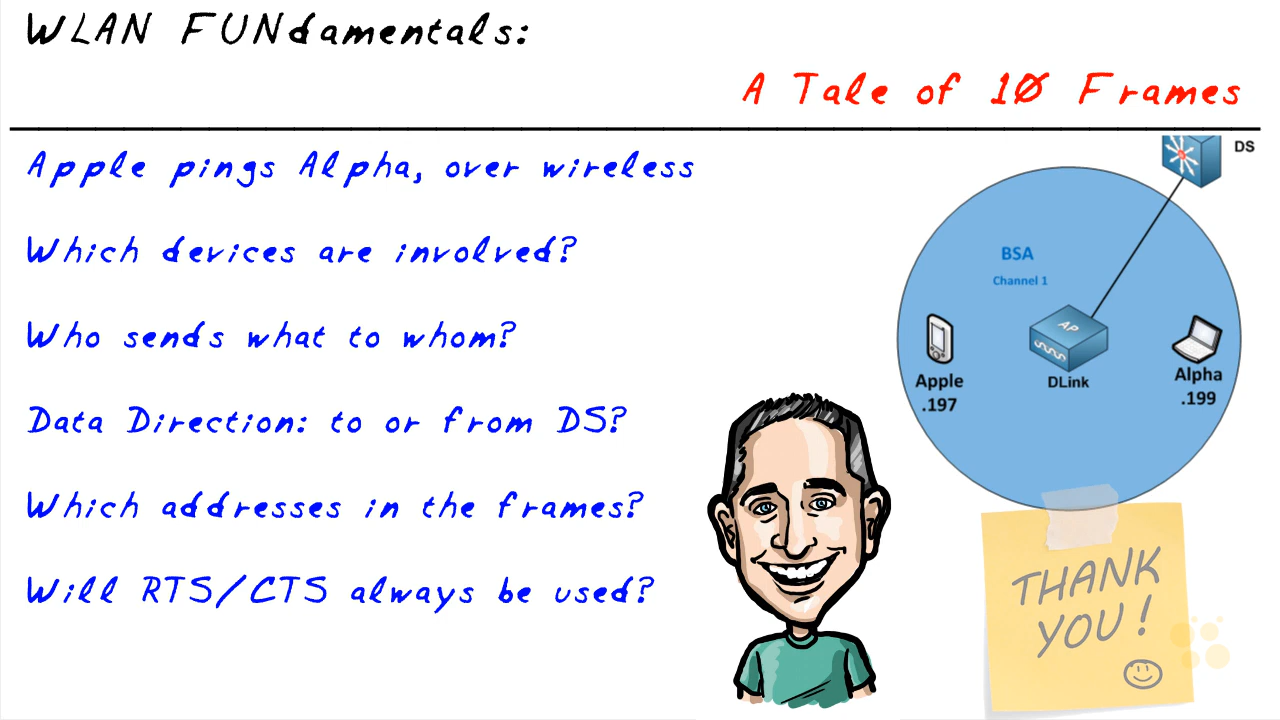 WLAN FUNdamentals:
A Tale of 10 Frames
Apple pings Alpha, over wireless
Which devices are involved?
Who sends what to whom?
Data Direction: to or from DS?
Which addresses in the frames?
Will RTS/CTS always be used?
DS
BSA
Channel 1
AP
Apple
.197
DLink
Alpha
.199
THANK
YOU!